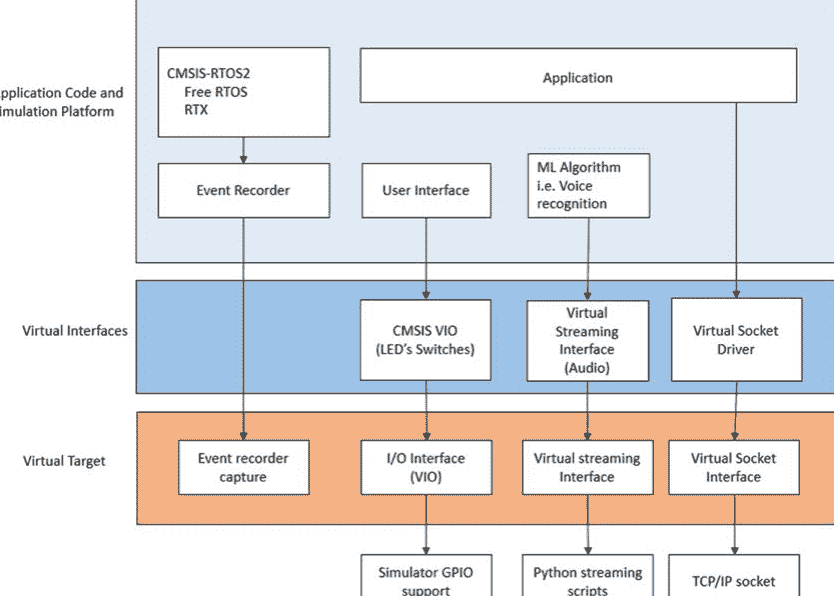 CMSIS-RTOS2
Free RTOS
RTX
Application
pplication Code and
imulation Platform
Event Recorder
User Interface
ML Algorithm
i.e. Voice
recognition
Virtual Interfaces
CMSIS VIO
(LED's Switches)
Virtual
Streaming
Interface
(Audio)
Virtual Socket
Driver
Virtual Target
Event recorder
capture
I/O Interface
(VIO)
Virtual streaming
Interface
Virtual Socket
Interface
Simulator GPIO
support
Python streaming
scripts
TCP/IP socket